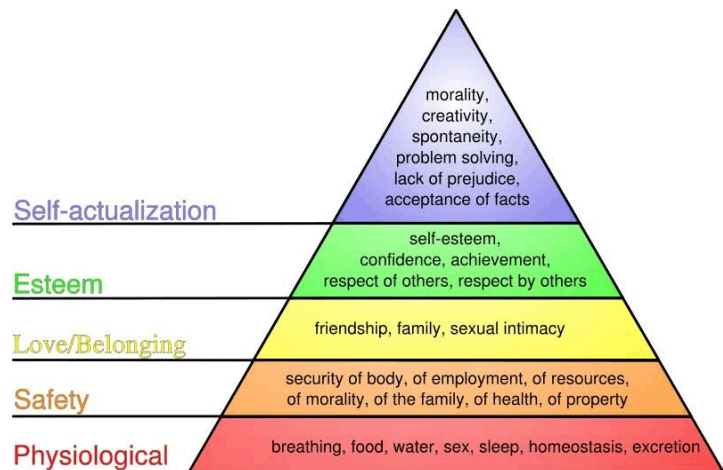 morality,
creativity,
spontaneity,
problem solving,
lack of prejudice,
acceptance of facts
Self-actualization
self-esteem,
confidence, achievement,
respect of others, respect by others
Esteem
friendship, family, sexual intimacy
Love/Belonging
security of body, of employment, of resources,
of morality, of the family, of health, of property
Safety
breathing, food, water, sex, sleep, homeostasis, excretion
Physiological